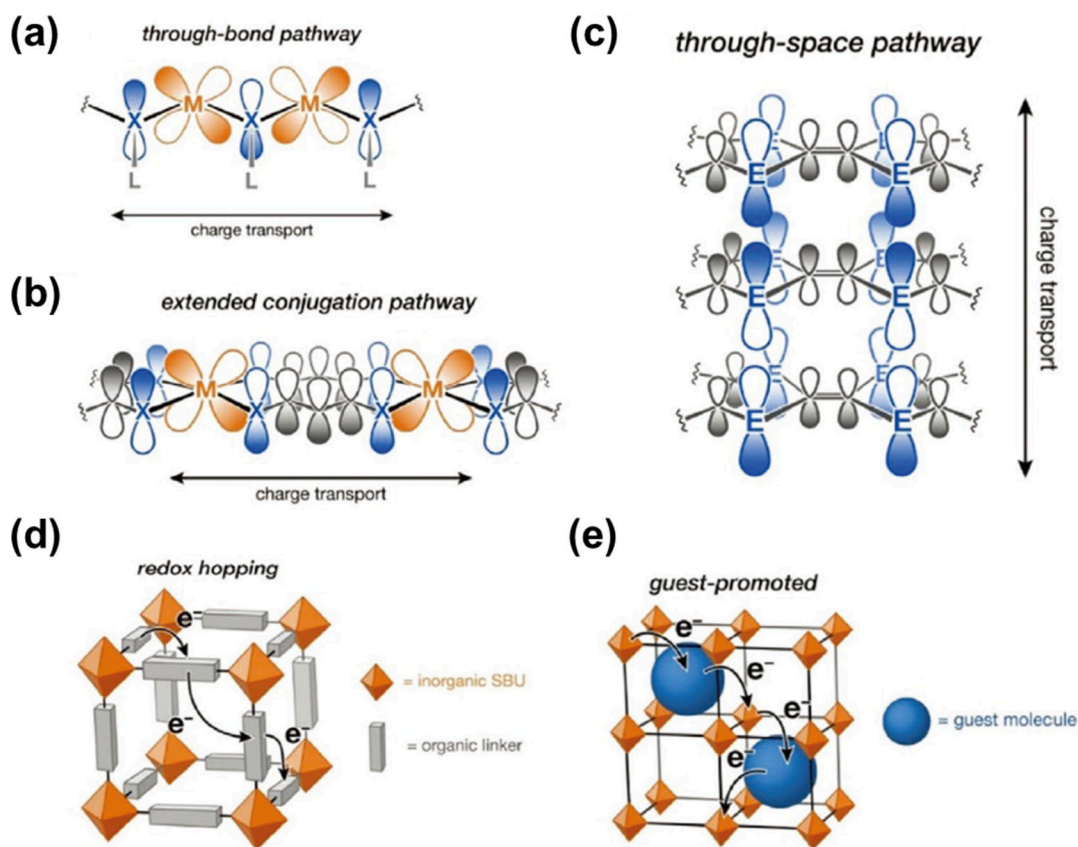 (a)
through-bond pathway
X M X M X
L L L
charge transport
(b)
extended conjugation pathway
X M X X M X
charge transport
(c)
through-space pathway
E E
E E
E E
E E
E E
E E
charge transport
(d)
redox hopping
e⁻
e⁻
e⁻
= inorganic SBU
= organic linker
(e)
guest-promoted
e⁻
e⁻
e⁻
e⁻
= guest molecule